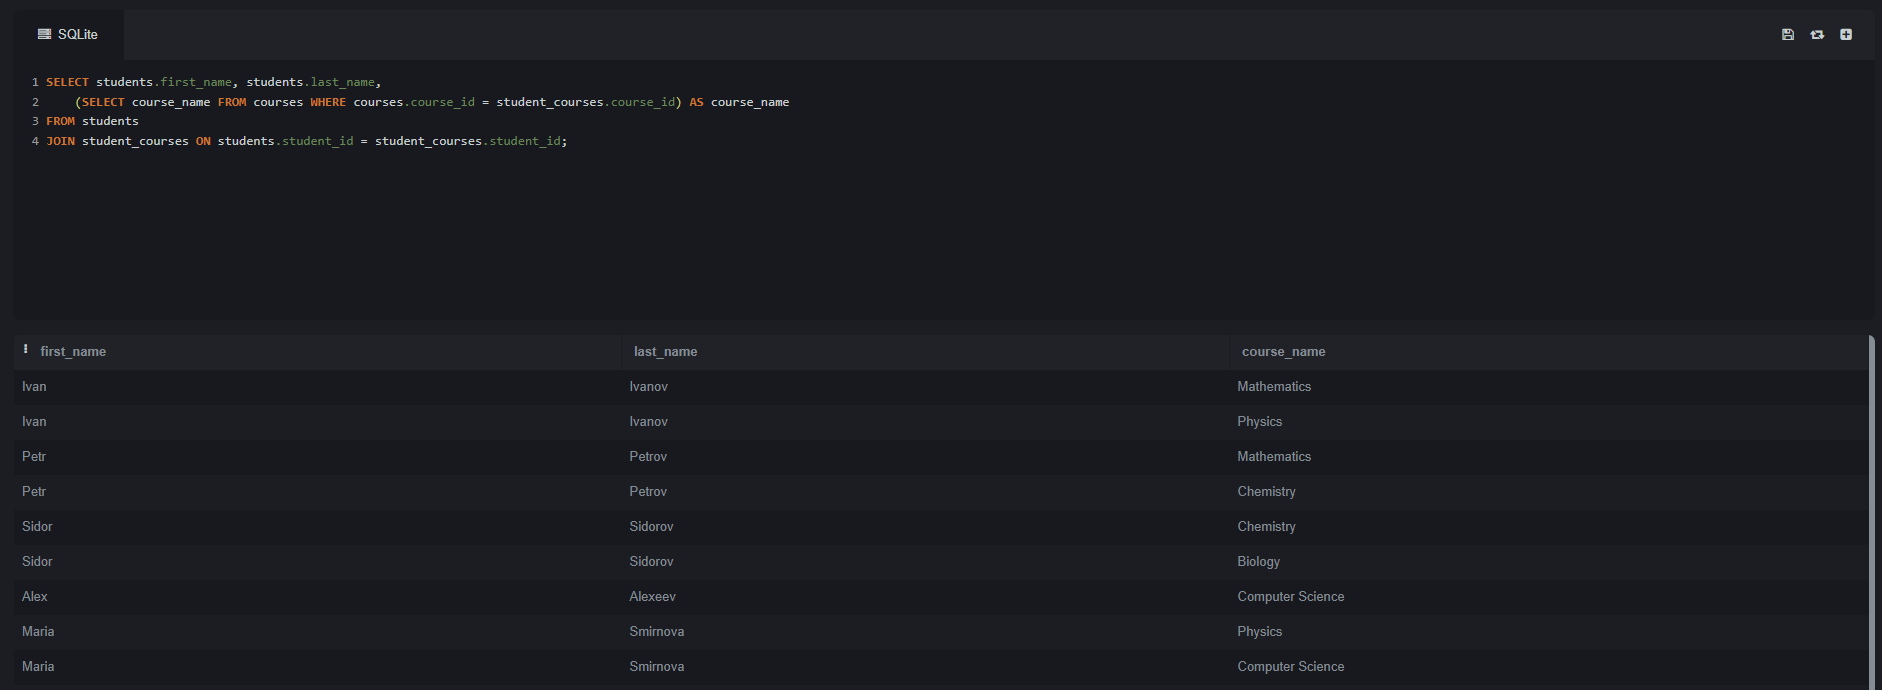 SQLite
1 SELECT students.first_name, students.last_name,
2 (SELECT course_name FROM courses WHERE courses.course_id = student_courses.course_id) AS course_name
3 FROM students
4 JOIN student_courses ON students.student_id = student_courses.student_id;
first_name last_name course_name
Ivan Ivanov Mathematics
Ivan Ivanov Physics
Petr Petrov Mathematics
Petr Petrov Chemistry
Sidor Sidorov Chemistry
Sidor Sidorov Biology
Alex Alexeev Computer Science
Maria Smirnova Physics
Maria Smirnova Computer Science